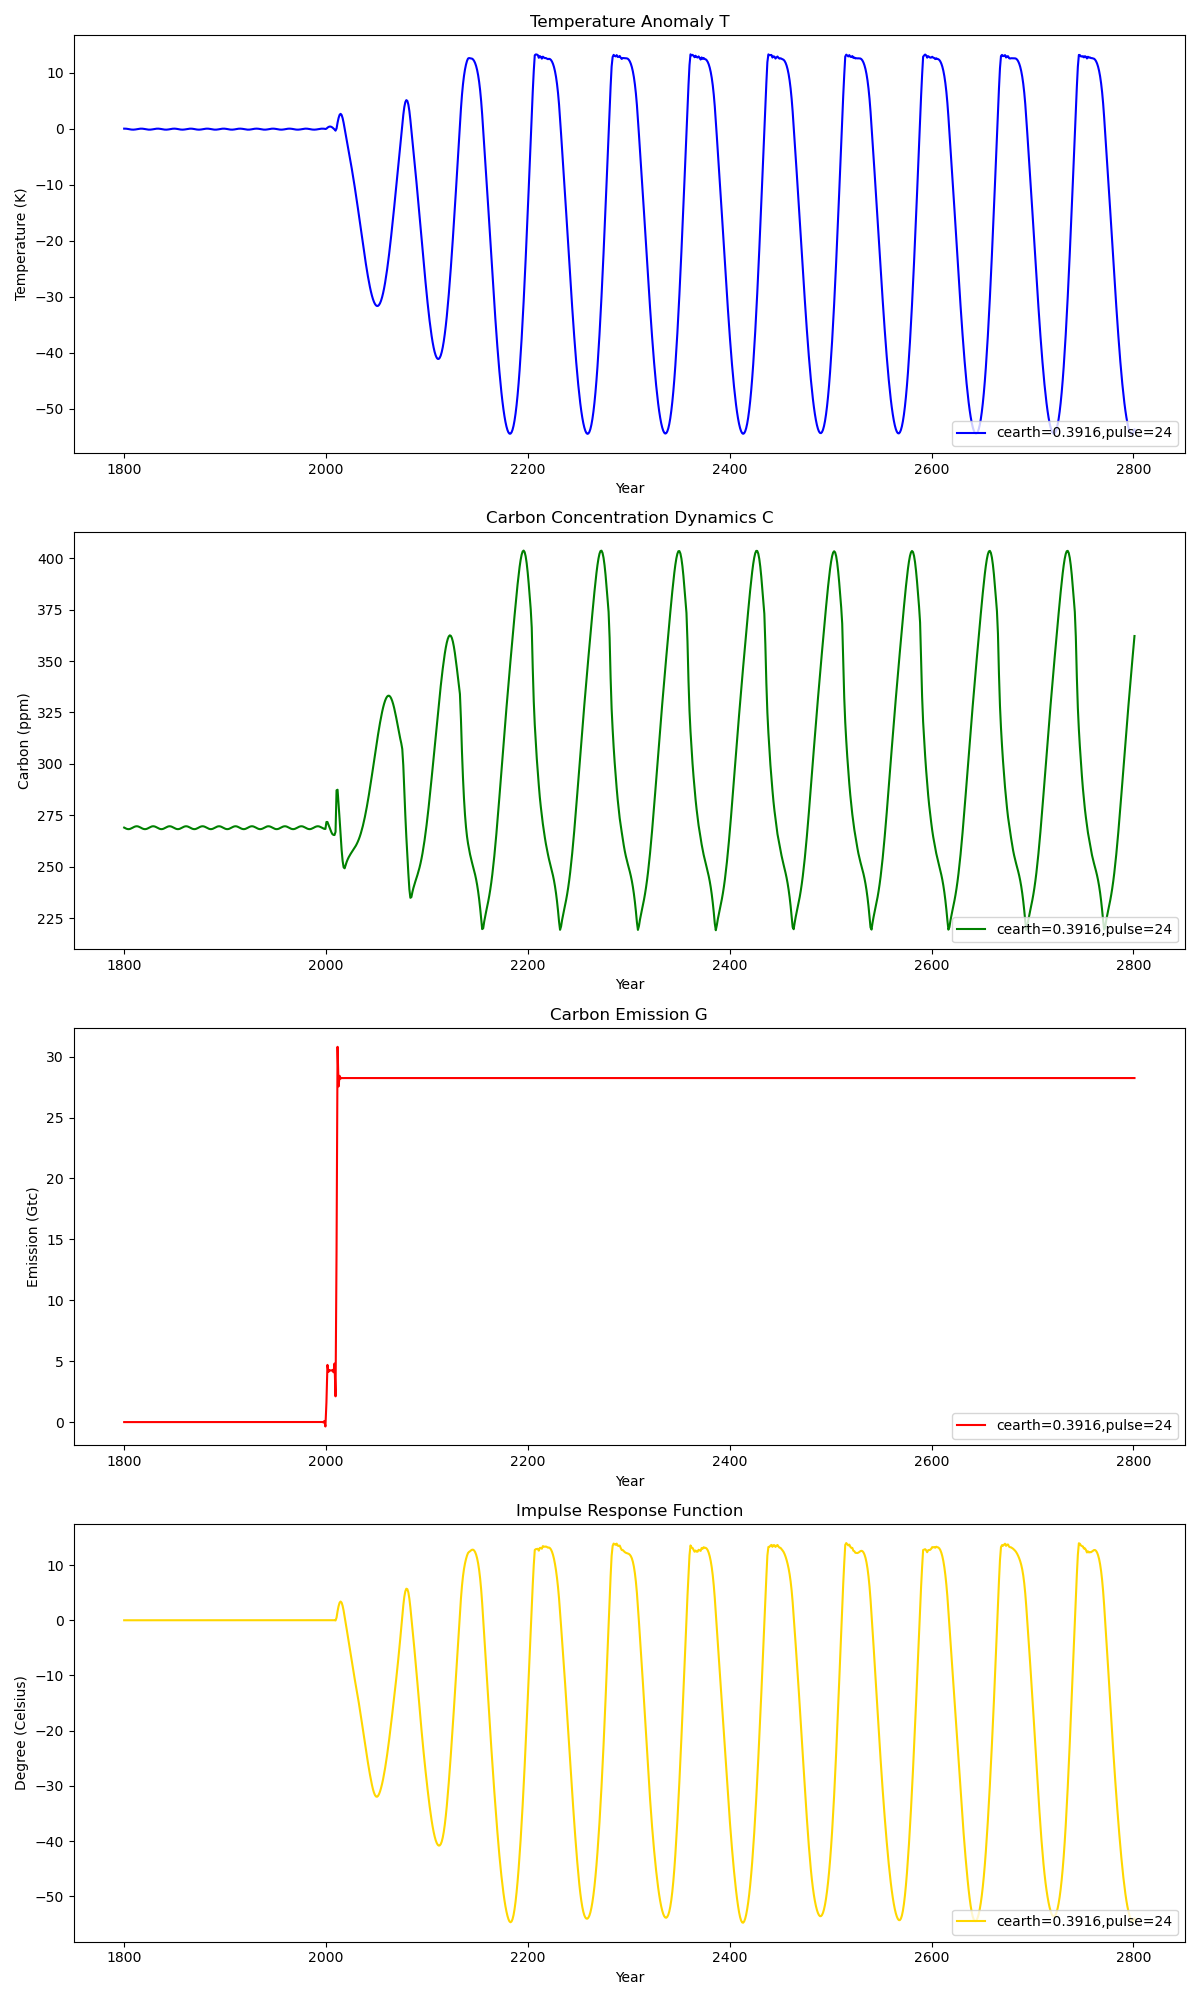 Temperature Anomaly T
10
0
−10
−20
−30
−40
−50
Temperature (K)
cearth=0.3916,pulse=24
1800 2000 2200 2400 2600 2800
Year
Carbon Concentration Dynamics C
400
375
350
325
300
275
250
225
Carbon (ppm)
cearth=0.3916,pulse=24
1800 2000 2200 2400 2600 2800
Year
Carbon Emission G
30
25
20
15
10
5
0
Emission (Gtc)
cearth=0.3916,pulse=24
1800 2000 2200 2400 2600 2800
Year
Impulse Response Function
10
0
−10
−20
−30
−40
−50
Degree (Celsius)
cearth=0.3916,pulse=24
1800 2000 2200 2400 2600 2800
Year